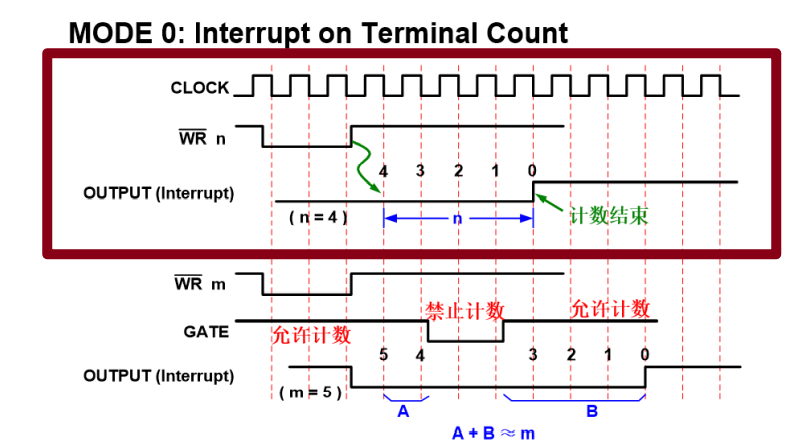 MODE 0: Interrupt on Terminal Count
CLOCK
WR n
4 3 2 1 0
OUTPUT (Interrupt)
( n = 4 )
n
计数结束
WR m
禁止计数
允许计数
GATE
允许计数
5 4 3 2 1 0
OUTPUT (Interrupt)
( m = 5 )
A
B
A + B ≈ m